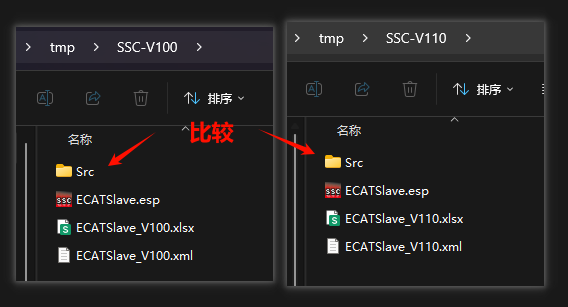 tmp > SSC-V100 >
排序
名称
Src
ECATSlave.esp
ECATSlave_V100.xlsx
ECATSlave_V100.xml
比较
tmp > SSC-V110 >
排序
名称
Src
ECATSlave.esp
ECATSlave_V110.xlsx
ECATSlave_V110.xml